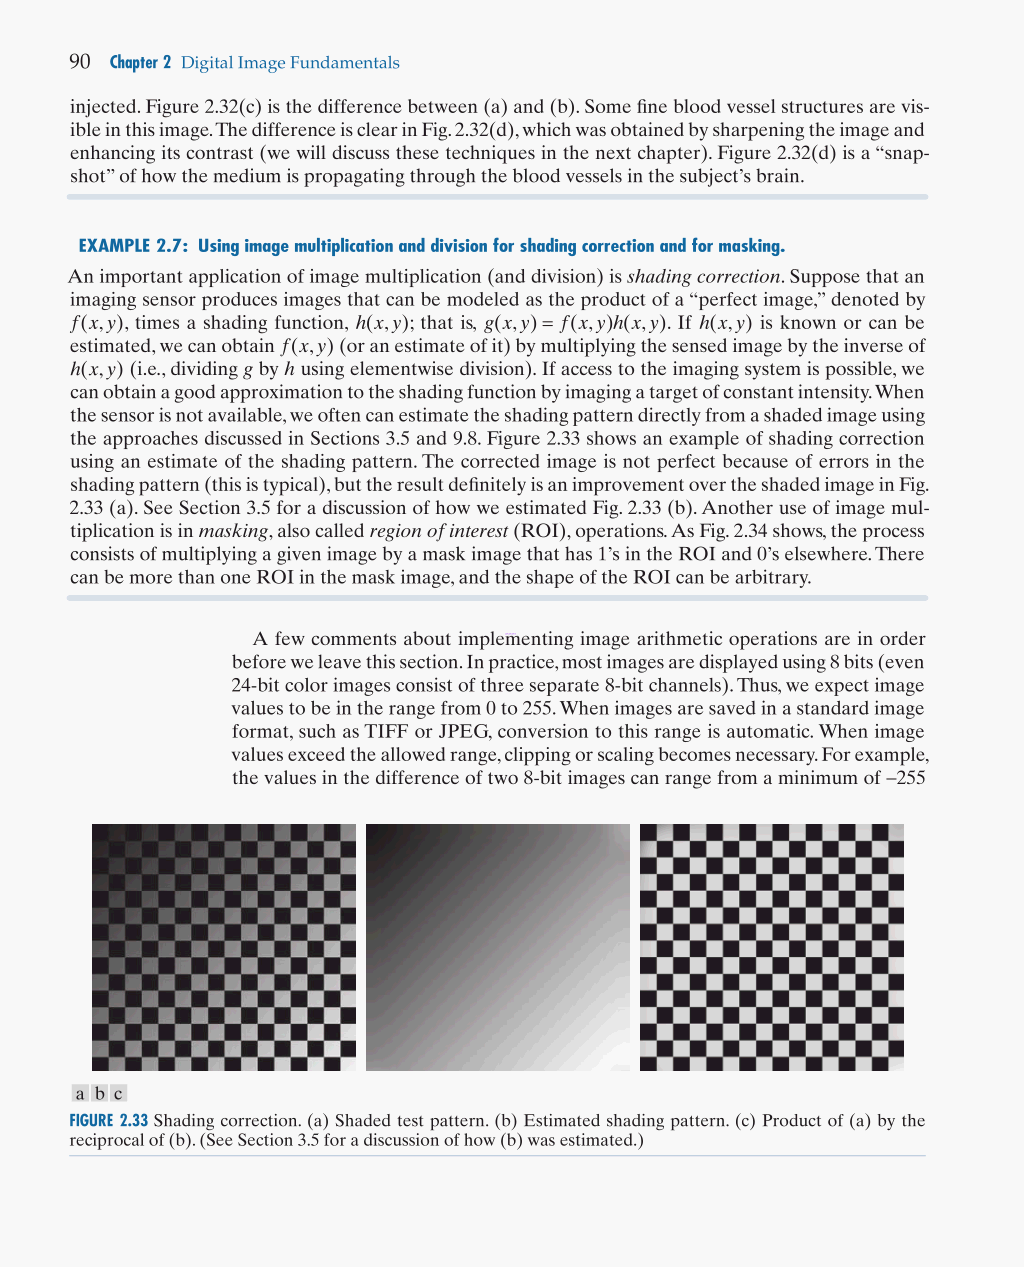 90 Chapter 2 Digital Image Fundamentals
injected. Figure 2.32(c) is the difference between (a) and (b). Some fine blood vessel structures are vis-
ible in this image. The difference is clear in Fig. 2.32(d), which was obtained by sharpening the image and
enhancing its contrast (we will discuss these techniques in the next chapter). Figure 2.32(d) is a “snap-
shot” of how the medium is propagating through the blood vessels in the subject’s brain.
EXAMPLE 2.7: Using image multiplication and division for shading correction and for masking.
An important application of image multiplication (and division) is shading correction. Suppose that an
imaging sensor produces images that can be modeled as the product of a “perfect image,” denoted by
f(x, y), times a shading function, h(x, y); that is, g(x, y) = f(x, y)h(x, y). If h(x, y) is known or can be
estimated, we can obtain f(x, y) (or an estimate of it) by multiplying the sensed image by the inverse of
h(x, y) (i.e., dividing g by h using elementwise division). If access to the imaging system is possible, we
can obtain a good approximation to the shading function by imaging a target of constant intensity. When
the sensor is not available, we often can estimate the shading pattern directly from a shaded image using
the approaches discussed in Sections 3.5 and 9.8. Figure 2.33 shows an example of shading correction
using an estimate of the shading pattern. The corrected image is not perfect because of errors in the
shading pattern (this is typical), but the result definitely is an improvement over the shaded image in Fig.
2.33 (a). See Section 3.5 for a discussion of how we estimated Fig. 2.33 (b). Another use of image mul-
tiplication is in masking, also called region of interest (ROI), operations. As Fig. 2.34 shows, the process
consists of multiplying a given image by a mask image that has 1’s in the ROI and 0’s elsewhere. There
can be more than one ROI in the mask image, and the shape of the ROI can be arbitrary.
A few comments about implementing image arithmetic operations are in order
before we leave this section. In practice, most images are displayed using 8 bits (even
24-bit color images consist of three separate 8-bit channels). Thus, we expect image
values to be in the range from 0 to 255. When images are saved in a standard image
format, such as TIFF or JPEG, conversion to this range is automatic. When image
values exceed the allowed range, clipping or scaling becomes necessary. For example,
the values in the difference of two 8-bit images can range from a minimum of −255
a b c
FIGURE 2.33 Shading correction. (a) Shaded test pattern. (b) Estimated shading pattern. (c) Product of (a) by the
reciprocal of (b). (See Section 3.5 for a discussion of how (b) was estimated.)